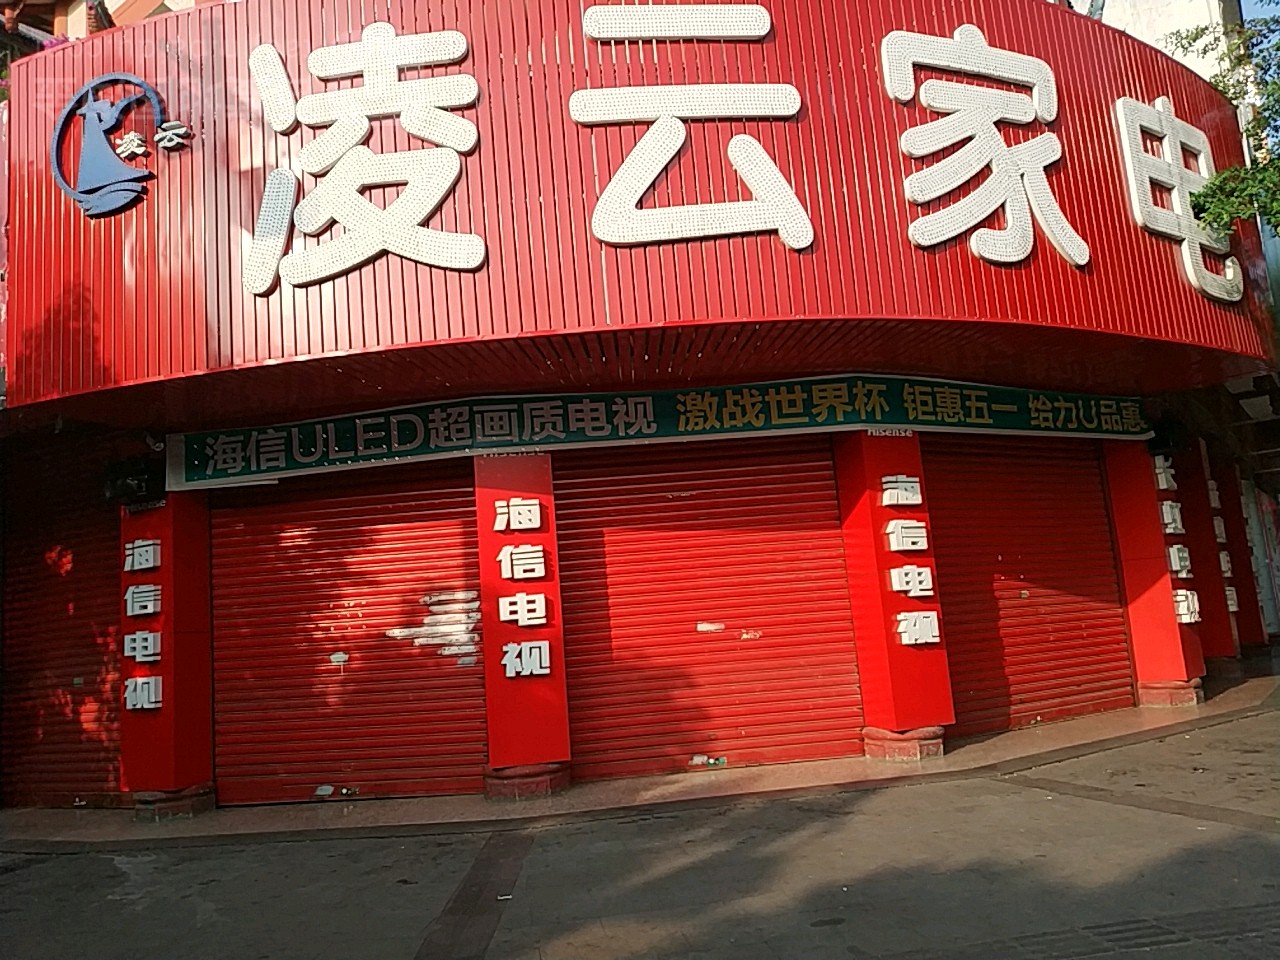 凌云家电
凌云
海信ULED超画质电视 激战世界杯 钜惠五一 给力U品惠
Hisense
Hisense
Hisense
海信电视
海信电视
海信电视